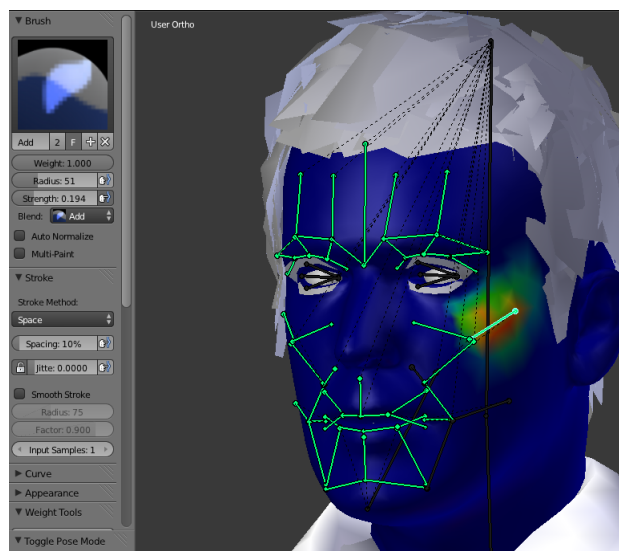 Brush
User Ortho
Add 2 F
Weight: 1.000
Radius: 51
Strength: 0.194
Blend: Add
Auto Normalize
Multi-Paint
Stroke
Stroke Method:
Space
Spacing: 10%
Jitte: 0.0000
Smooth Stroke
Radius: 75
Factor: 0.900
Input Samples: 1
Curve
Appearance
Weight Tools
Toggle Pose Mode